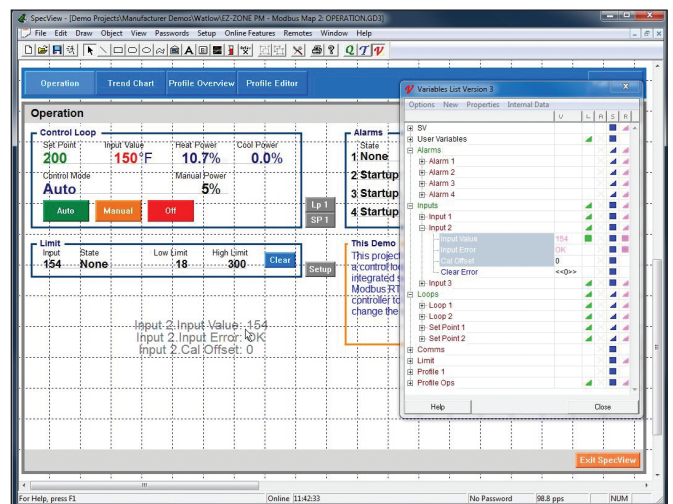 SpecView - [Demo Projects\Manufacturer Demos\Watlow\EZ-ZONE PM - Modbus Map 2: OPERATION.GD3]
File Edit Draw Object View Passwords Setup Online Features Remotes Window Help
Operation Trend Chart Profile Overview Profile Editor
Operation
Control Loop
Set Point Input Value Heat Power Cool Power
200 150°F 10.7% 0.0%
Control Mode Manual Power
Auto 5%
Auto Manual Off
Lp 1
SP 1
Alarms
State
1 None
2 Startup
3 Startup
4 Startup
Limit
Input State Low Limit High Limit
154 None 18 300 Clear
Setup
This Demo
This project
a control loo
integrated s
Modbus RT
controller to
change the
Input 2.Input Value: 154
Input 2.Input Error: OK
Input 2.Cal Offset: 0
Variables List Version 3
Options New Properties Internal Data
V L A S R
SV
User Variables
Alarms
Alarm 1
Alarm 2
Alarm 3
Alarm 4
Inputs
Input 1
Input 2
Input Value 154
Input Error OK
Cal Offset 0
Clear Error <<0>>
Input 3
Loops
Loop 1
Loop 2
Set Point 1
Set Point 2
Comms
Limit
Profile 1
Profile Ops
Help Close
Exit SpecView
For Help, press F1 Online 11:42:33 No Password 98.8 pps NUM